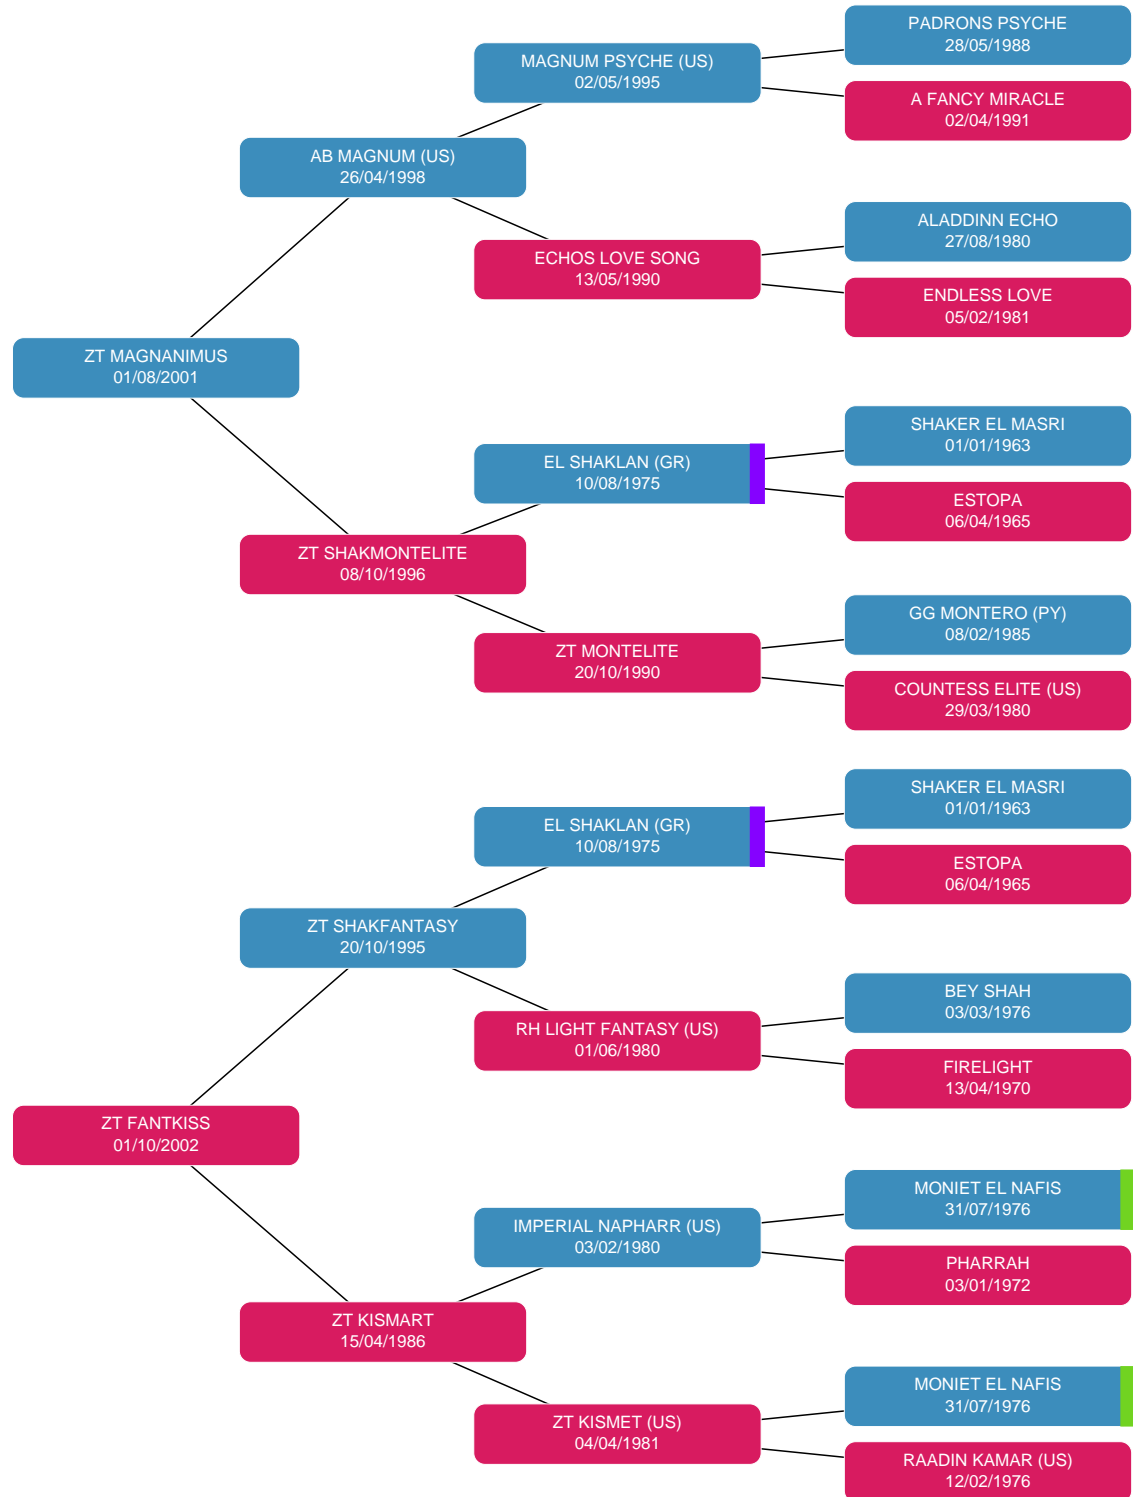 PADRONS PSYCHE
28/05/1988
MAGNUM PSYCHE (US)
02/05/1995
A FANCY MIRACLE
02/04/1991
AB MAGNUM (US)
26/04/1998
ALADDINN ECHO
27/08/1980
ECHOS LOVE SONG
13/05/1990
ENDLESS LOVE
05/02/1981
ZT MAGNANIMUS
01/08/2001
SHAKER EL MASRI
01/01/1963
EL SHAKLAN (GR)
10/08/1975
ESTOPA
06/04/1965
ZT SHAKMONTELITE
08/10/1996
GG MONTERO (PY)
08/02/1985
ZT MONTELITE
20/10/1990
COUNTESS ELITE (US)
29/03/1980
SHAKER EL MASRI
01/01/1963
EL SHAKLAN (GR)
10/08/1975
ESTOPA
06/04/1965
ZT SHAKFANTASY
20/10/1995
BEY SHAH
03/03/1976
RH LIGHT FANTASY (US)
01/06/1980
FIRELIGHT
13/04/1970
ZT FANTKISS
01/10/2002
MONIET EL NAFIS
31/07/1976
IMPERIAL NAPHARR (US)
03/02/1980
PHARRAH
03/01/1972
ZT KISMART
15/04/1986
MONIET EL NAFIS
31/07/1976
ZT KISMET (US)
04/04/1981
RAADIN KAMAR (US)
12/02/1976